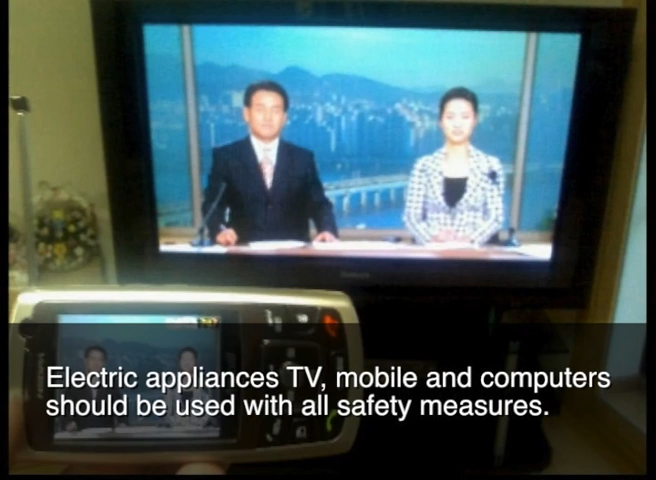 Electric appliances TV, mobile and computers
should be used with all safety measures.